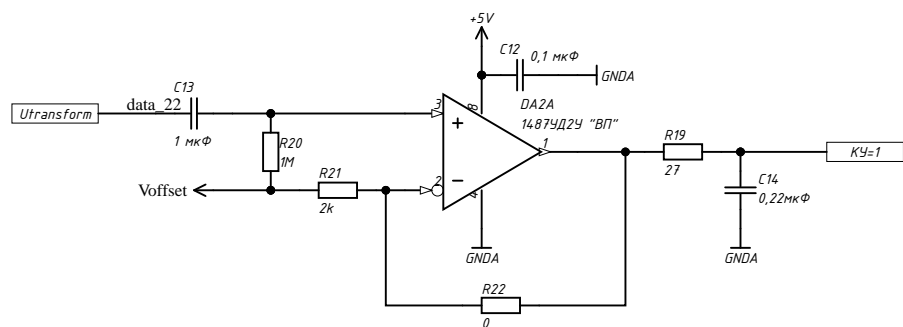 +5V
C12
0,1 мкФ
GNDA
C13
Utransform
data_22
1 мкФ
3
8
DA2A
1487УД2У "ВП"
R20
1M
1
R19
27
КУ=1
Voffset
R21
2k
2
4
C14
0,22мкФ
GNDA
GNDA
R22
0